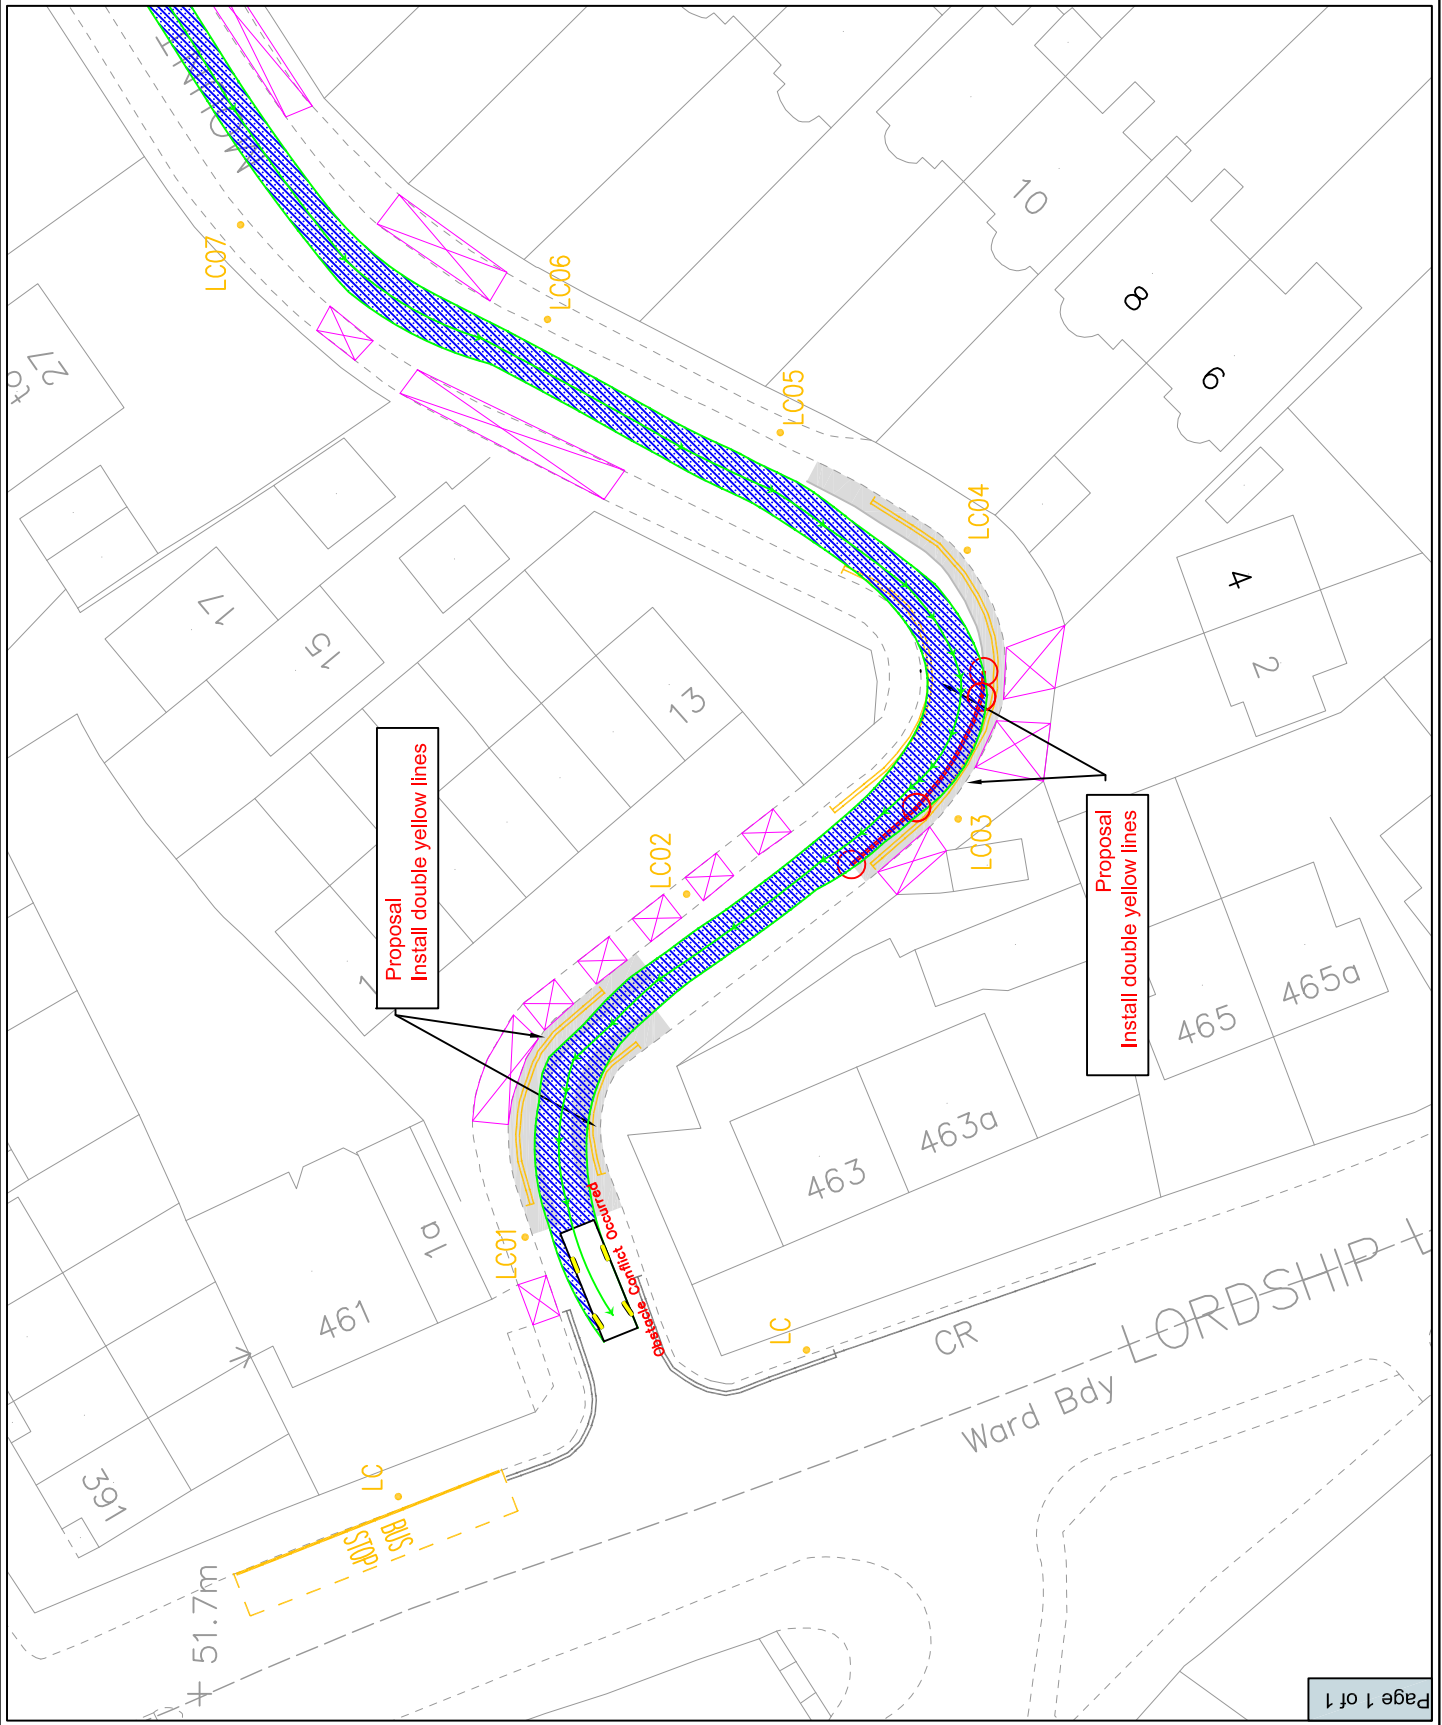 MOUNT
LC07
LC06
10
8
6
27
LC05
LC04
4
2
17
15
13
Proposal
Install double yellow lines
LC02
LC03
Proposal
Install double yellow lines
465a
465
463a
463
1a
LC01
461
Obstacle Conflict Occurred
LC
CR
LORDSHIP L
Ward Bdy
391
LC
BUS
STOP
+ 51.7m
Page 1 of 1